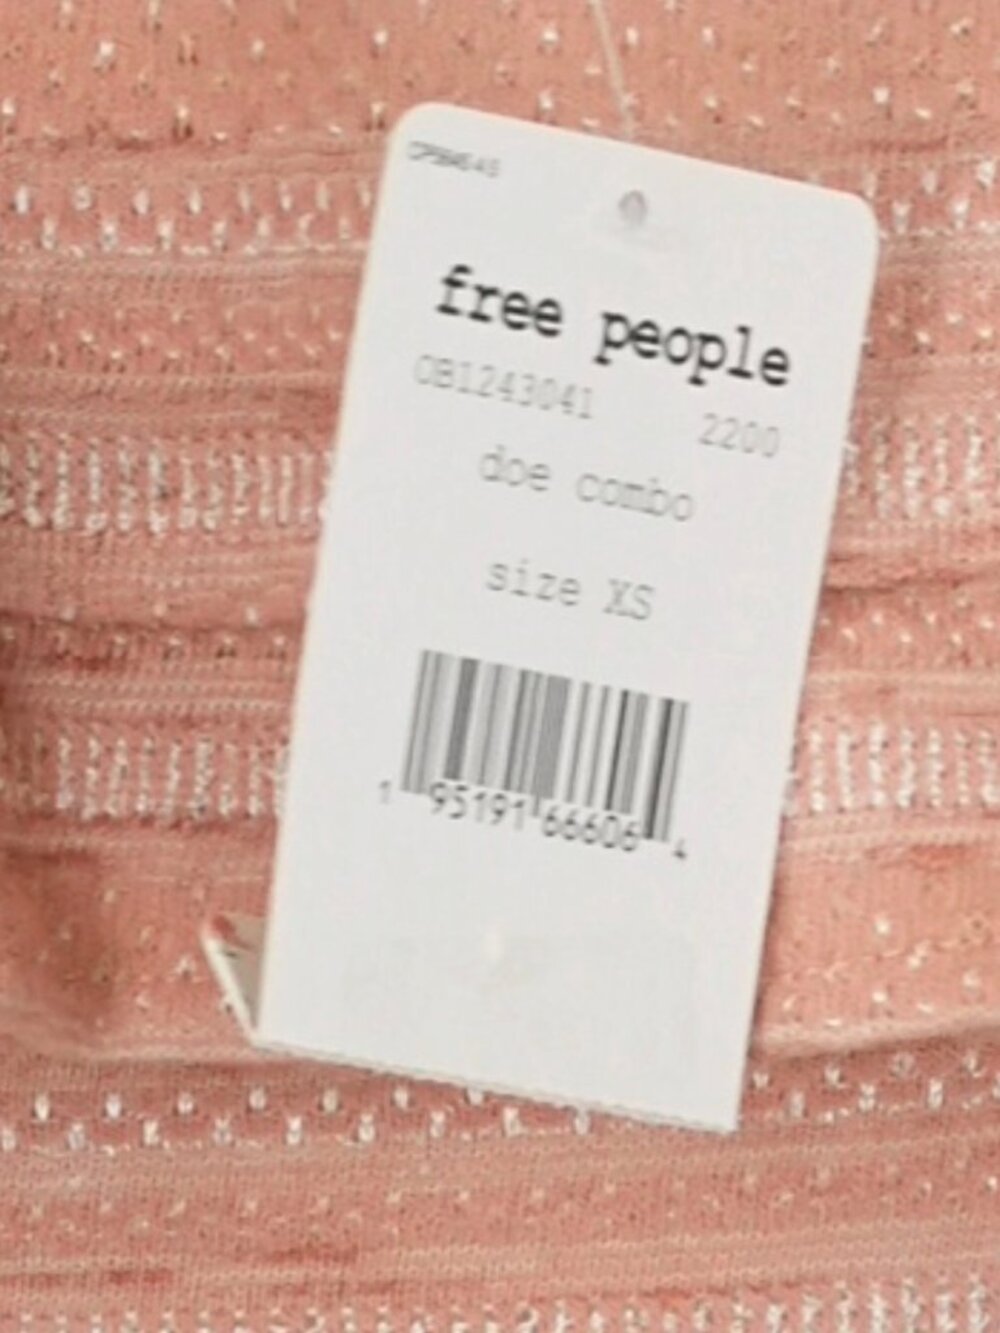 free people
OB1243041 2200
doe combo
size XS
1 95191 66606 4